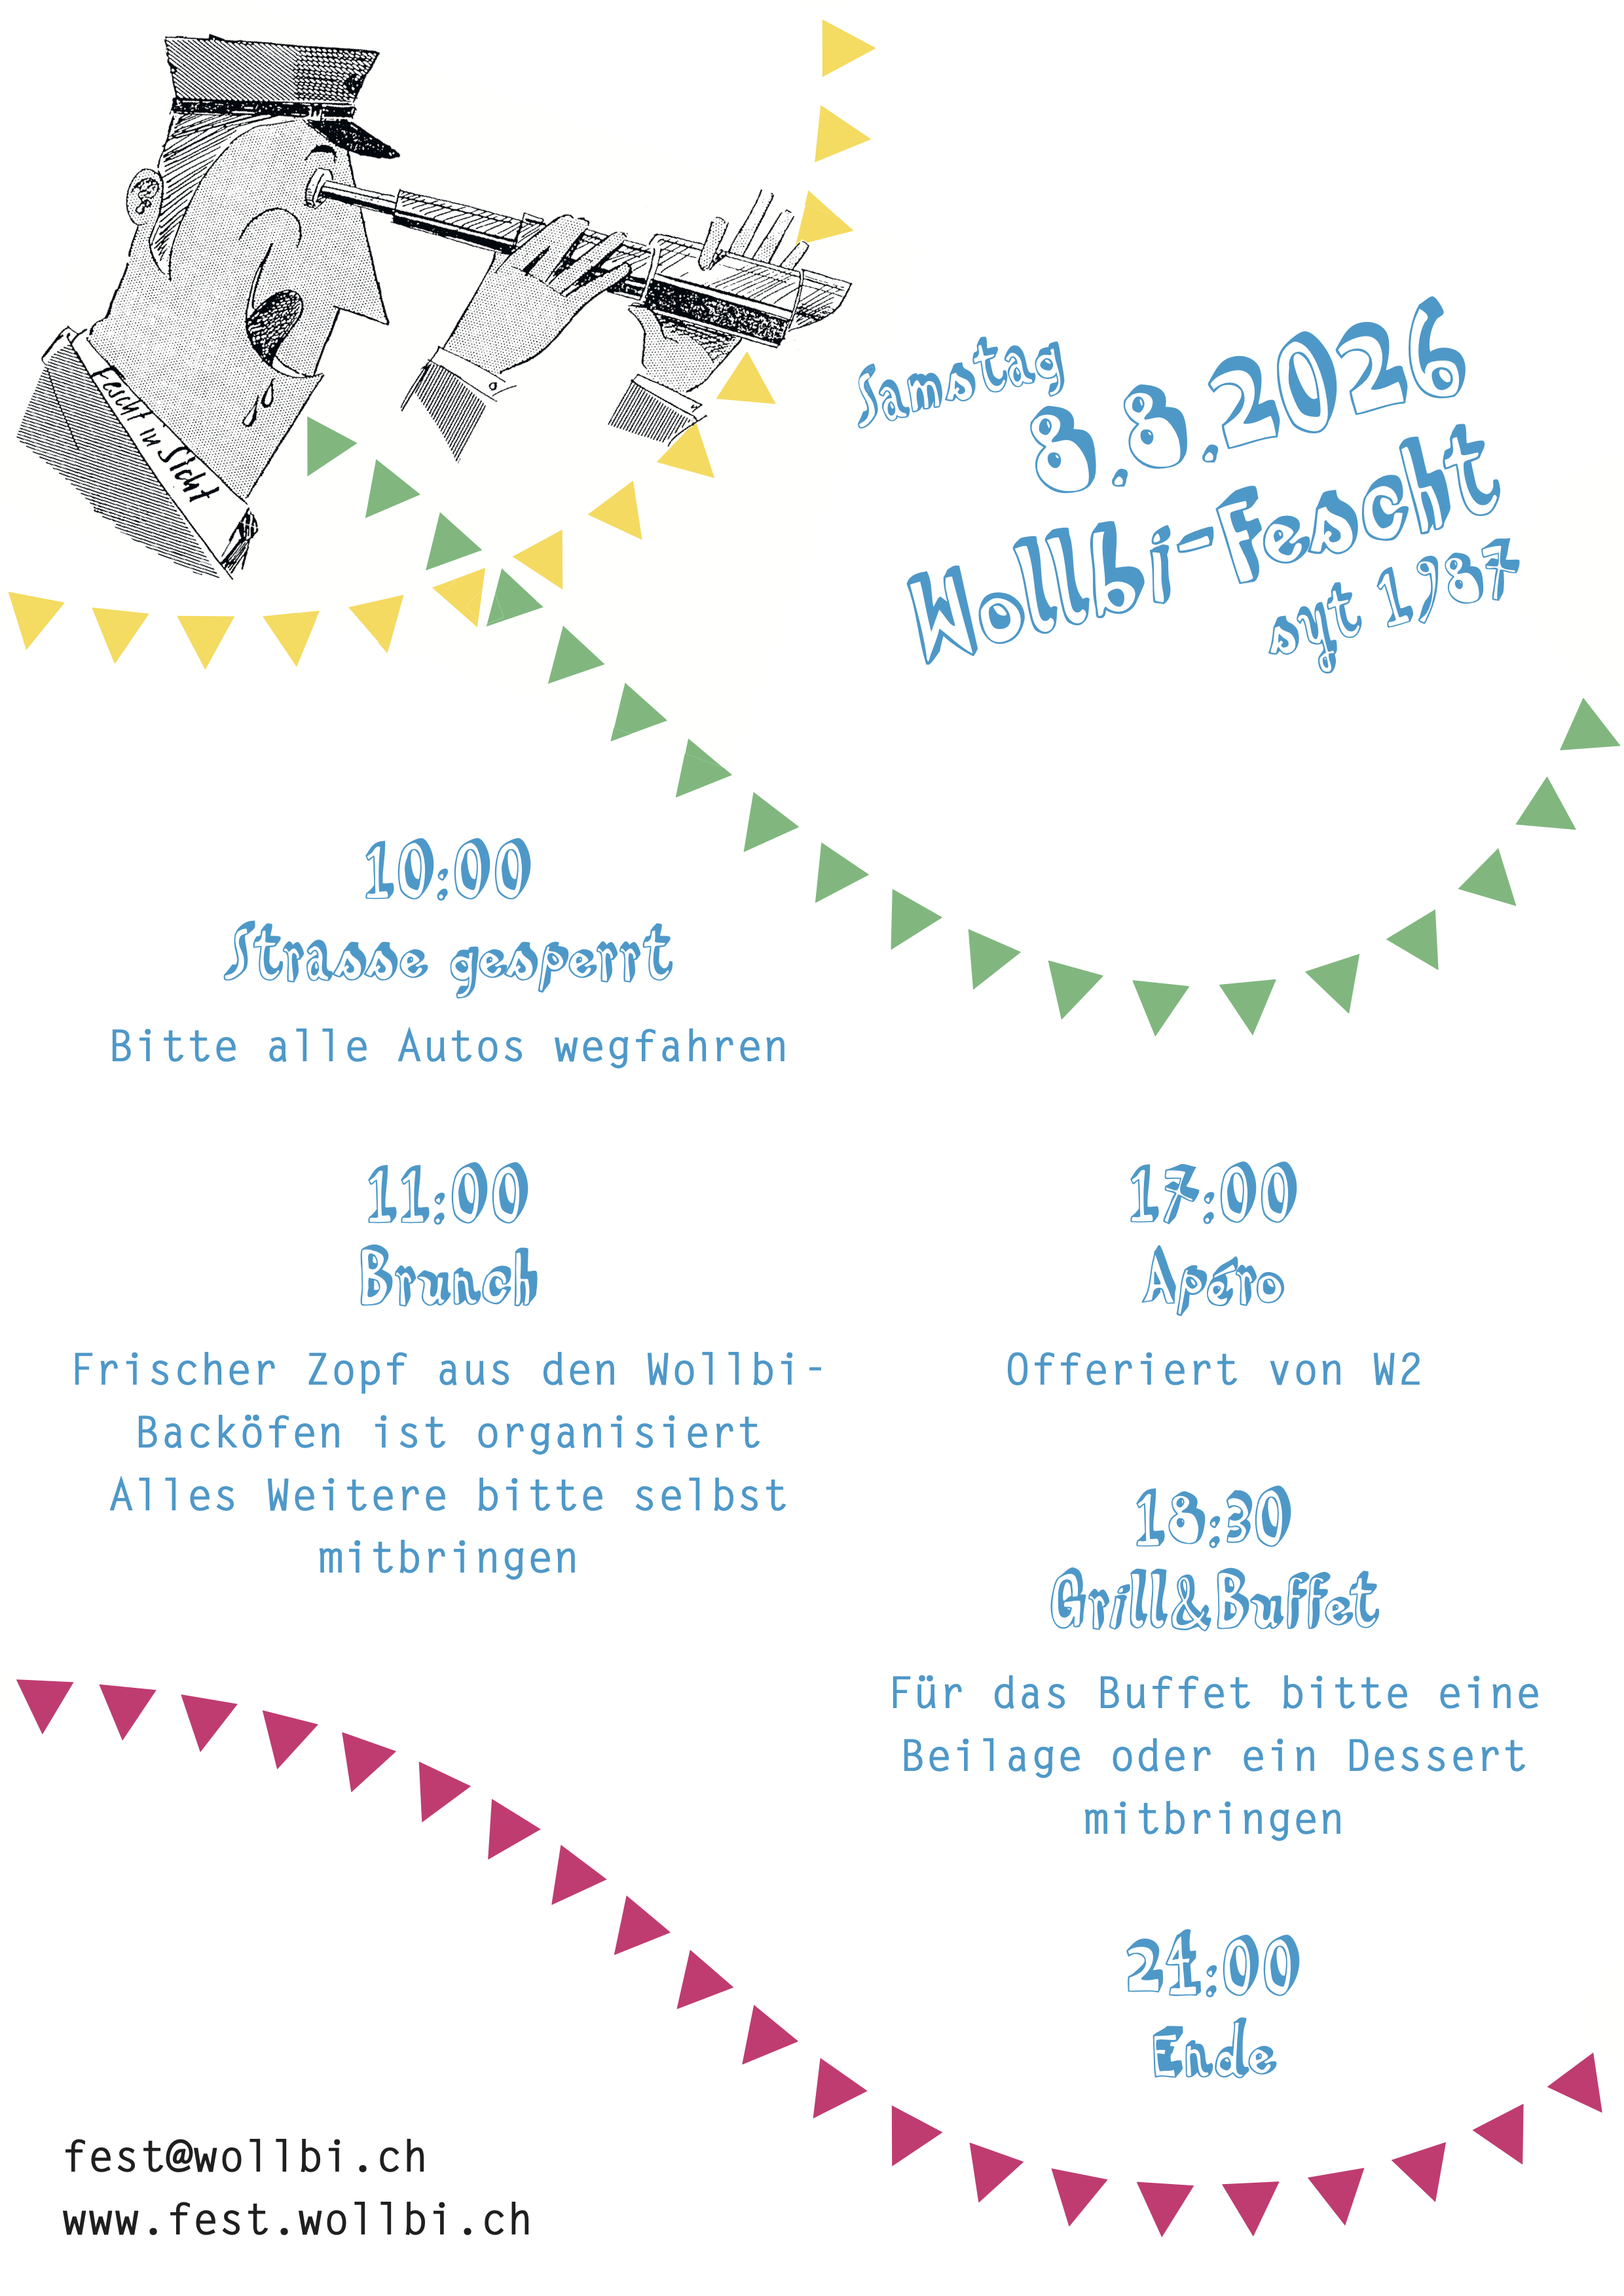 Fescht in Sicht
Samstag
8.8.2026
Wollbi-Fescht
syt 1987
10:00
Strasse gesperrt
Bitte alle Autos wegfahren
11:00
Brunch
Frischer Zopf aus den Wollbi-
Backöfen ist organisiert
Alles Weitere bitte selbst
mitbringen
17:00
Apéro
Offeriert von W2
18:30
Grill&Buffet
Für das Buffet bitte eine
Beilage oder ein Dessert
mitbringen
24:00
Ende
fest@wollbi.ch
www.fest.wollbi.ch